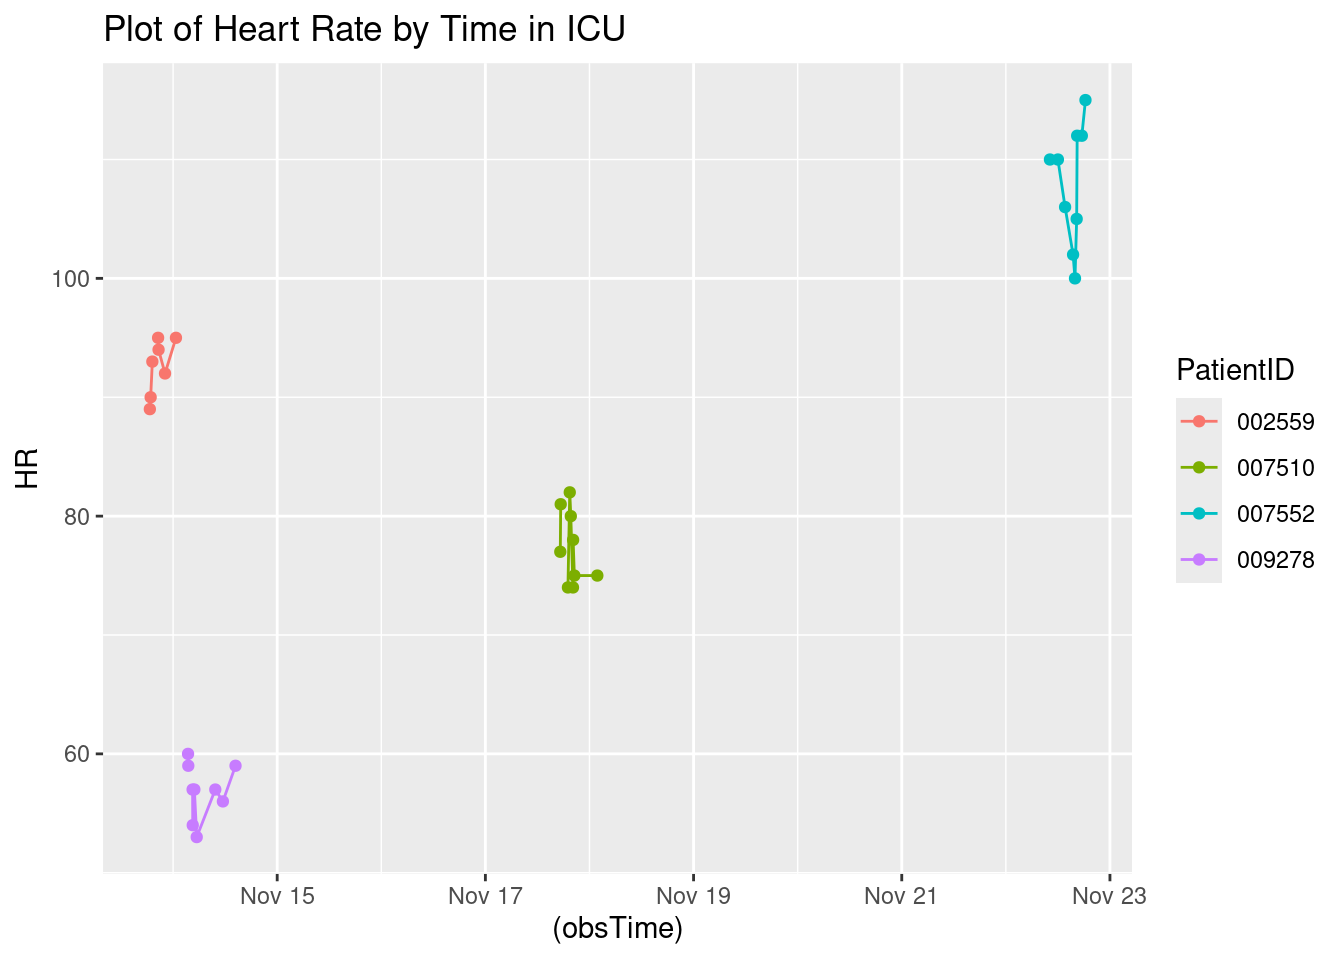 Plot of Heart Rate by Time in ICU
100
80
60
HR
Nov 15
Nov 17
Nov 19
Nov 21
Nov 23
(obsTime)
PatientID
002559
007510
007552
009278